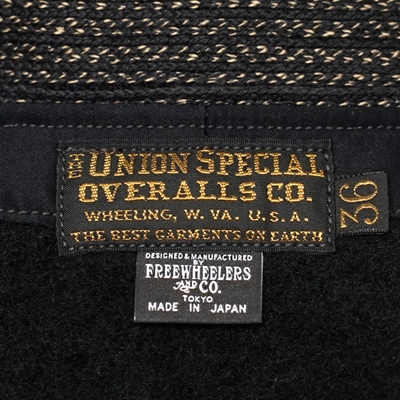 THE UNION SPECIAL
OVERALLS CO.
WHEELING, W. VA. U.S.A.
THE BEST GARMENTS ON EARTH
36
DESIGNED & MANUFACTURED
BY
FREEWHEELERS
AND CO.
TOKYO
MADE IN JAPAN